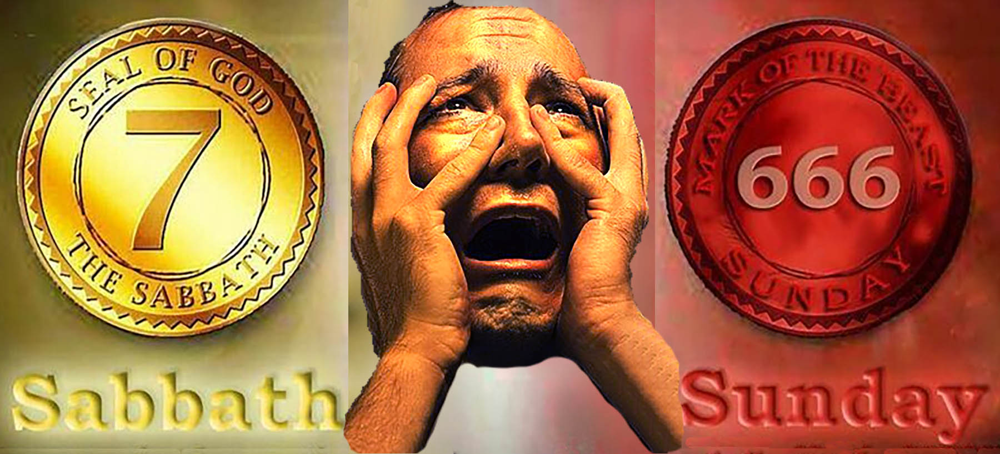 SEAL OF GOD
7
THE SABBATH
Sabbath
MARK OF THE BEAST
666
SUNDAY
Sunday